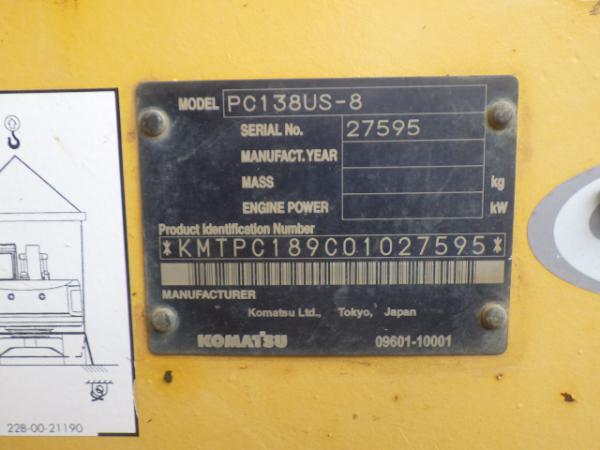 MODEL PC138US-8
SERIAL No. 27595
MANUFACT. YEAR
MASS kg
ENGINE POWER kW
Product Identification Number
*KMTPC189C01027595*
MANUFACTURER
Komatsu Ltd., Tokyo, Japan
KOMATSU 09601-10001
22B-00-21190